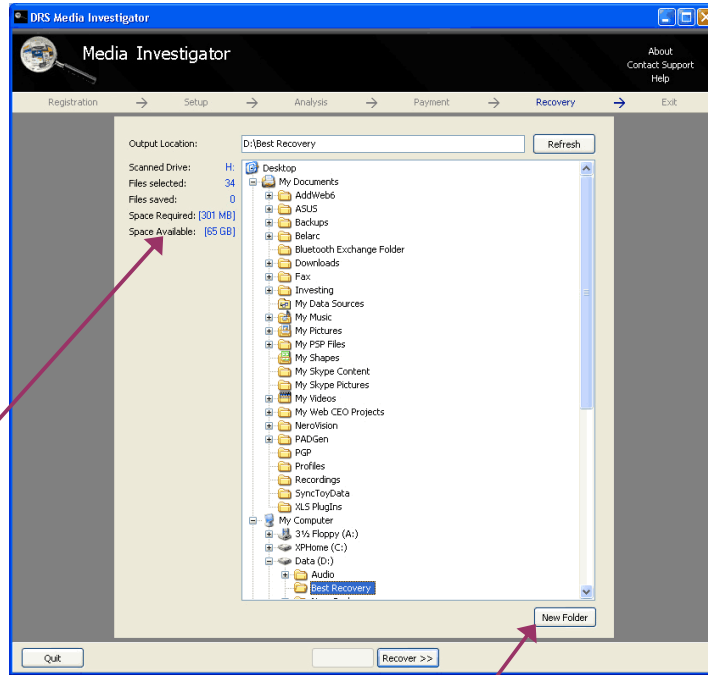 DRS Media Investigator
Media Investigator
About
Contact Support
Help
Registration → Setup → Analysis → Payment → Recovery → Exit
Output Location: D:\Best Recovery Refresh
Scanned Drive: H:
Files selected: 34
Files saved: 0
Space Required: [301 MB]
Space Available: [65 GB]
Desktop
My Documents
AddWeb6
ASUS
Backups
Belarc
Bluetooth Exchange Folder
Downloads
Fax
Investing
My Data Sources
My Music
My Pictures
My PSP Files
My Shapes
My Skype Content
My Skype Pictures
My Videos
My Web CEO Projects
NeroVision
PADGen
PGP
Profiles
Recordings
SyncToyData
XLS PlugIns
My Computer
3½ Floppy (A:)
XPHome (C:)
Data (D:)
Audio
Best Recovery
New Folder
Quit Recover >>